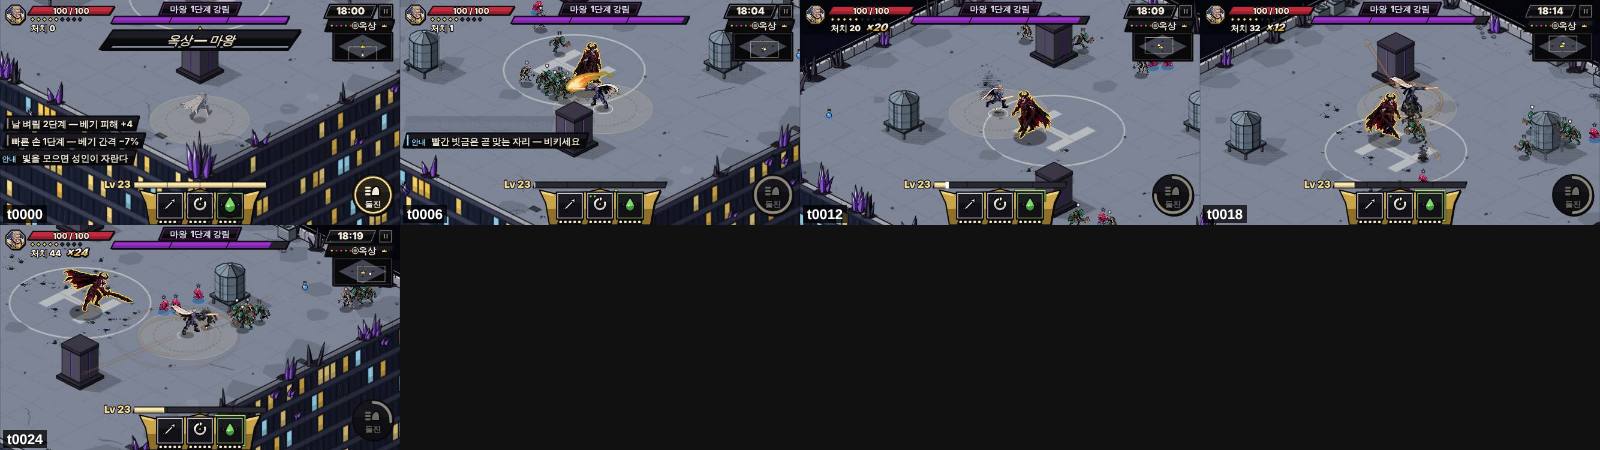 100 / 100
처치 0
마왕 1단계 강림
18:00
옥상
옥상 — 마왕
날 벼림 2단계 — 베기 피해 +4
빠른 손 1단계 — 베기 간격 −7%
안내 빛을 모으면 성인이 자란다
Lv 23
돌진
t0000
100 / 100
처치 1
마왕 1단계 강림
18:04
옥상
안내 빨간 빗금은 곧 맞는 자리 — 비키세요
Lv 23
돌진
t0006
100 / 100
처치 20 ×20
마왕 1단계 강림
18:09
옥상
Lv 23
돌진
t0012
100 / 100
처치 32 ×12
마왕 1단계 강림
18:14
옥상
Lv 23
돌진
t0018
100 / 100
처치 44 ×24
마왕 1단계 강림
18:19
옥상
Lv 23
돌진
t0024